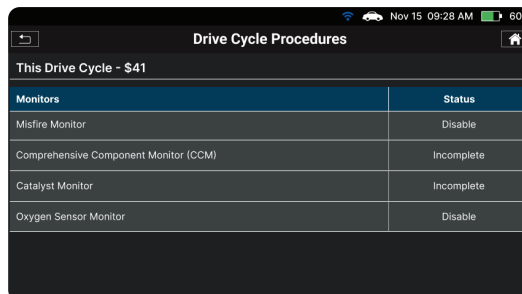 Nov 15 09:28 AM 60
Drive Cycle Procedures
This Drive Cycle - $41
Monitors Status
Misfire Monitor Disable
Comprehensive Component Monitor (CCM) Incomplete
Catalyst Monitor Incomplete
Oxygen Sensor Monitor Disable